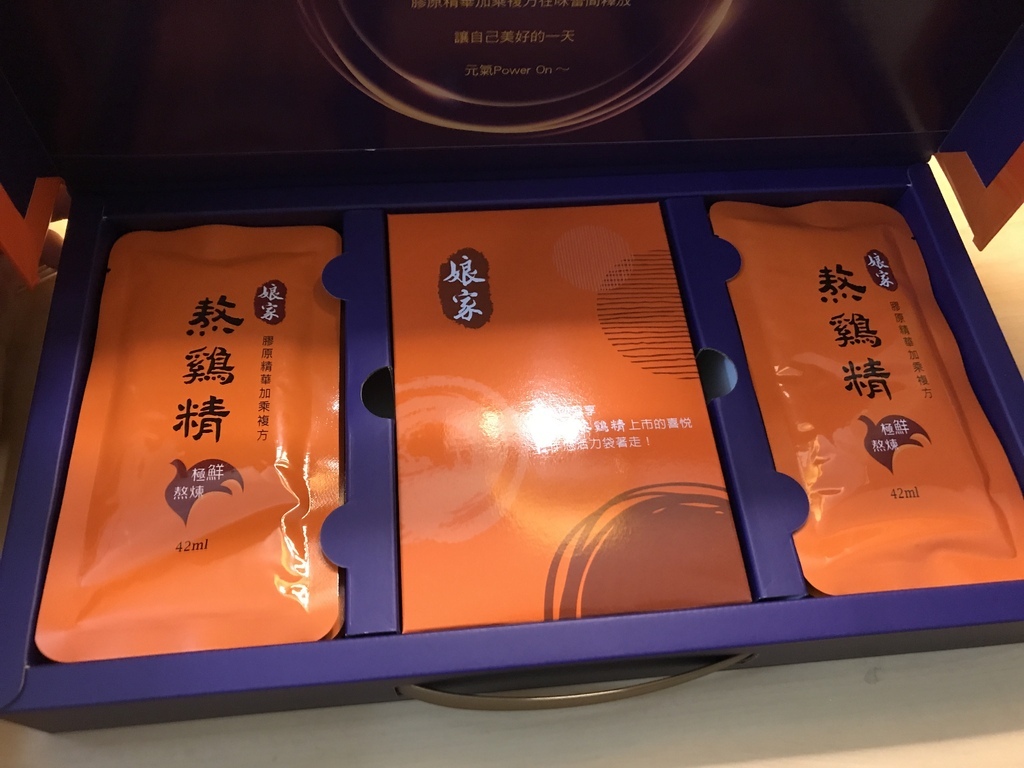 膠原精華加乘複方在味蕾間釋放
讓自己美好的一天
元氣Power On～
娘家
熬鷄精
膠原精華加乘複方
極鮮
熬煉
42ml
娘家
享
鷄精上市的喜悅
活力袋著走！
娘家
熬鷄精
膠原精華加乘複方
極鮮
熬煉
42ml